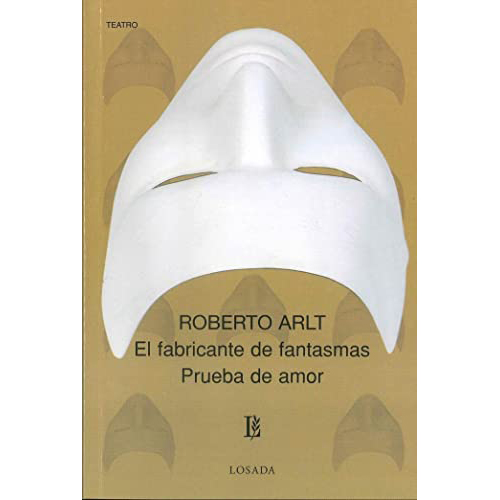 TEATRO
ROBERTO ARLT
El fabricante de fantasmas
Prueba de amor
L
LOSADA